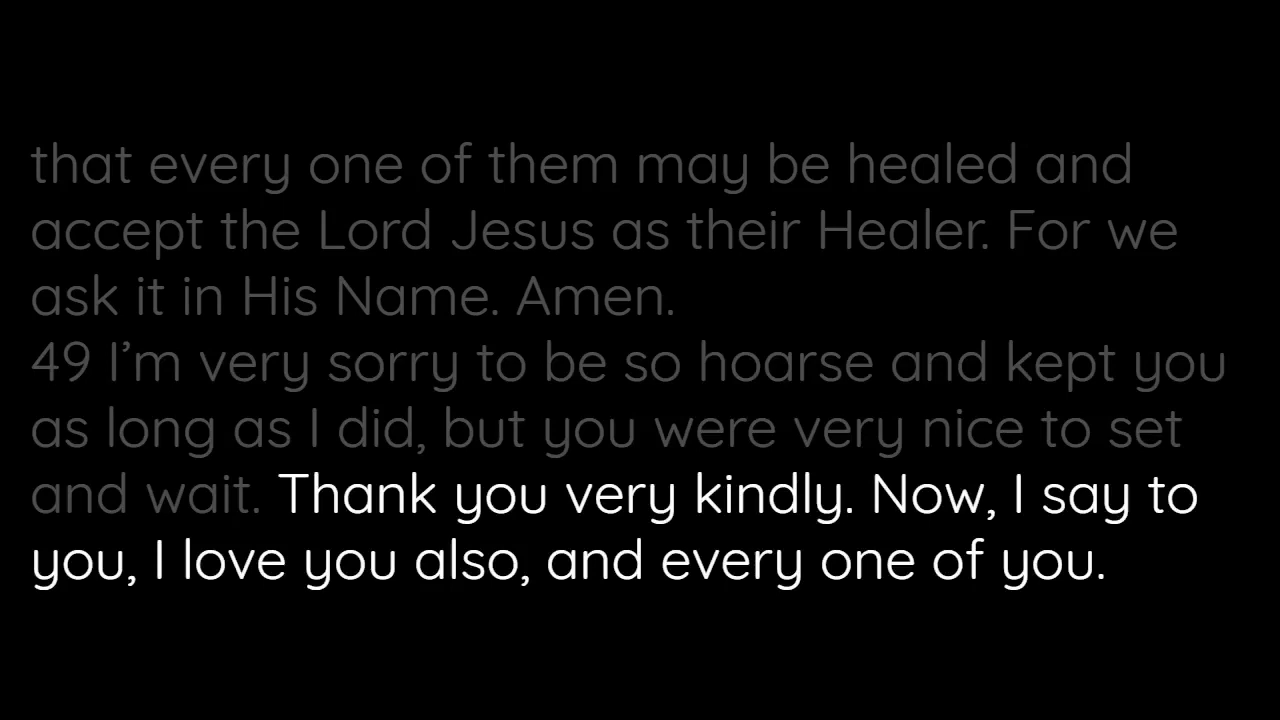 that every one of them may be healed and
accept the Lord Jesus as their Healer. For we
ask it in His Name. Amen.
49 I’m very sorry to be so hoarse and kept you
as long as I did, but you were very nice to set
and wait. Thank you very kindly. Now, I say to
you, I love you also, and every one of you.